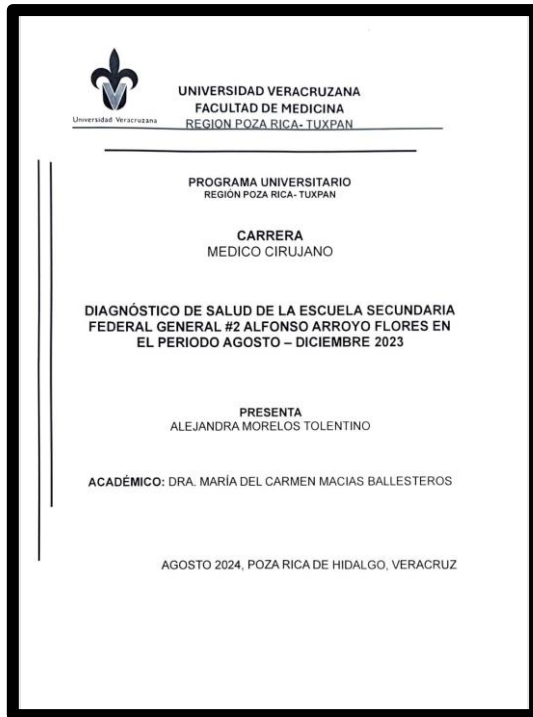 Universidad Veracruzana
UNIVERSIDAD VERACRUZANA
FACULTAD DE MEDICINA
REGION POZA RICA- TUXPAN
PROGRAMA UNIVERSITARIO
REGIÓN POZA RICA- TUXPAN
CARRERA
MEDICO CIRUJANO
DIAGNÓSTICO DE SALUD DE LA ESCUELA SECUNDARIA
FEDERAL GENERAL #2 ALFONSO ARROYO FLORES EN
EL PERIODO AGOSTO – DICIEMBRE 2023
PRESENTA
ALEJANDRA MORELOS TOLENTINO
ACADÉMICO: DRA. MARÍA DEL CARMEN MACIAS BALLESTEROS
AGOSTO 2024, POZA RICA DE HIDALGO, VERACRUZ